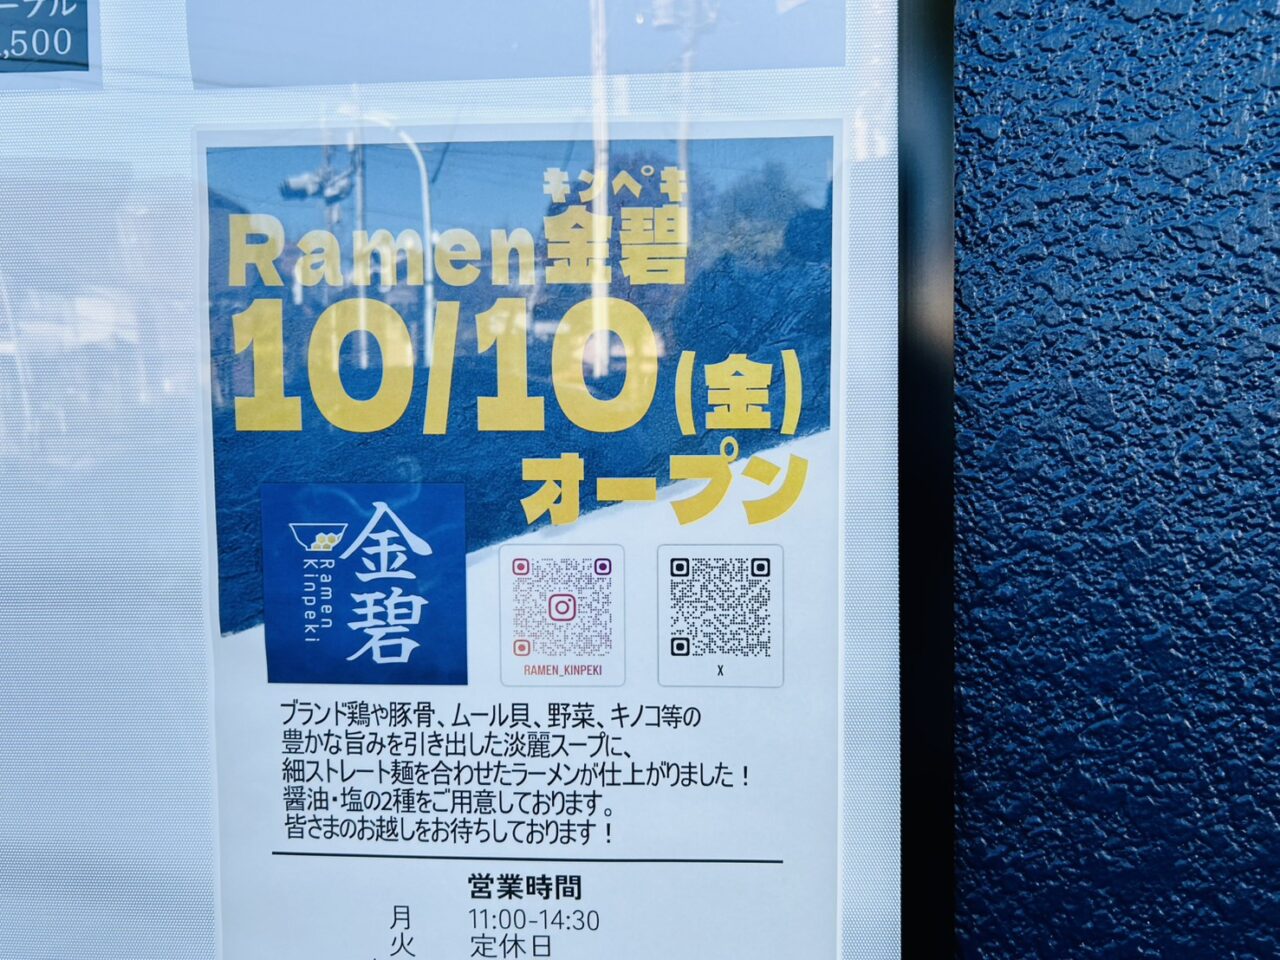 ープル
,500
キンペキ
Ramen金碧
10/10(金)
オープン
金碧
Ramen
Kinpeki
RAMEN_KINPEKI
X
ブランド鶏や豚骨、ムール貝、野菜、キノコ等の
豊かな旨みを引き出した淡麗スープに、
細ストレート麺を合わせたラーメンが仕上がりました！
醤油・塩の2種をご用意しております。
皆さまのお越しをお待ちしております！
営業時間
月 11:00-14:30
火 定休日